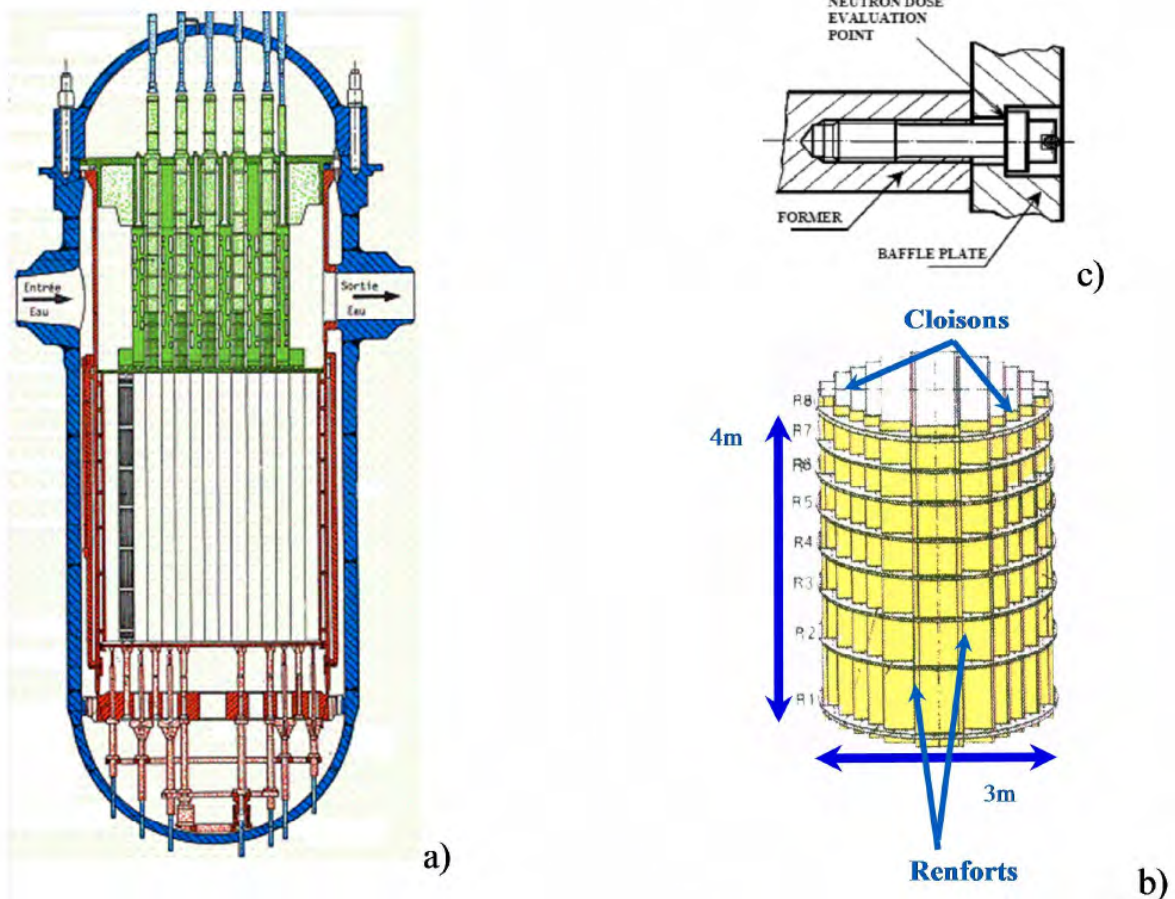 NEUTRON DOSE
EVALUATION
POINT
FORMER
BAFFLE PLATE
c)
Entrée
Eau
Sortie
Eau
a)
Cloisons
R8
R7
R6
R5
R4
R3
R2
R1
4m
3m
Renforts
b)